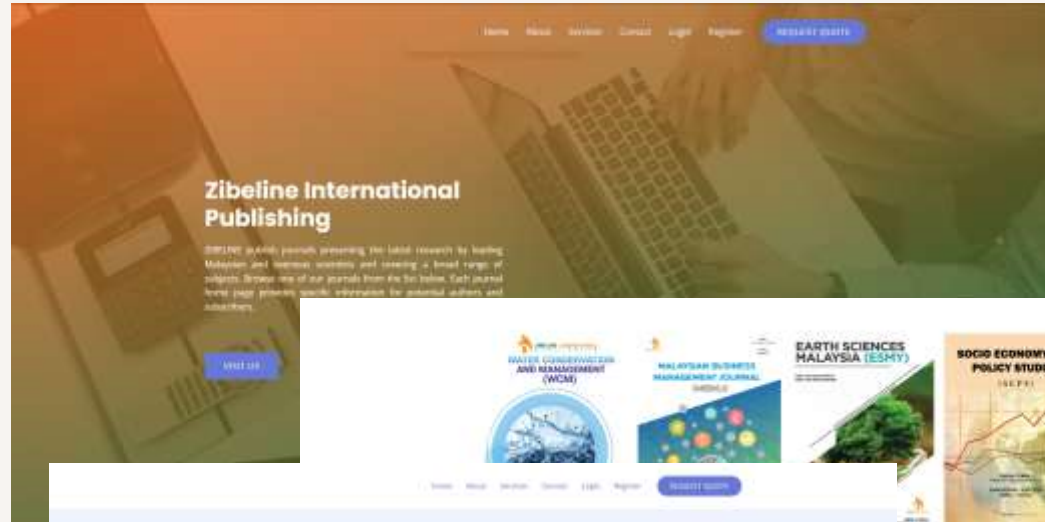 Home About Services Contact Login Register REQUEST QUOTE
Zibeline International
Publishing
ZIBELINE publish journals presenting the latest research by leading
Malaysian and overseas scientists and covering a broad range of
subjects. Browse one of our journals from the list below. Each journal
home page provides specific information for potential authors and
subscribers.
VISIT US
WATER CONSERVATION
AND MANAGEMENT
(WCM)
MALAYSIAN BUSINESS
MANAGEMENT JOURNAL
EARTH SCIENCES
MALAYSIA (ESMY)
SOCIO ECONOMY
POLICY STUD
(SEPS)
Home About Services Contact Login Register REQUEST QUOTE